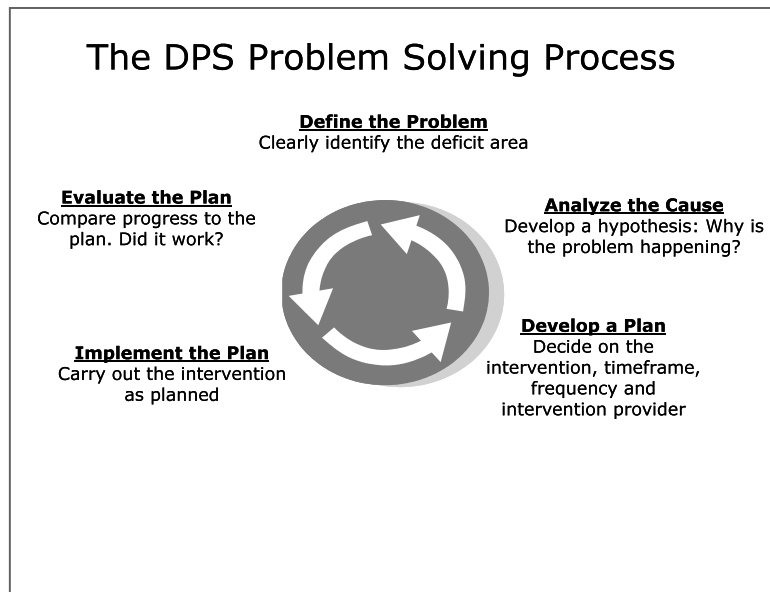 The DPS Problem Solving Process
Define the Problem
Clearly identify the deficit area
Analyze the Cause
Develop a hypothesis: Why is
the problem happening?
Develop a Plan
Decide on the
intervention, timeframe,
frequency and
intervention provider
Implement the Plan
Carry out the intervention
as planned
Evaluate the Plan
Compare progress to the
plan. Did it work?